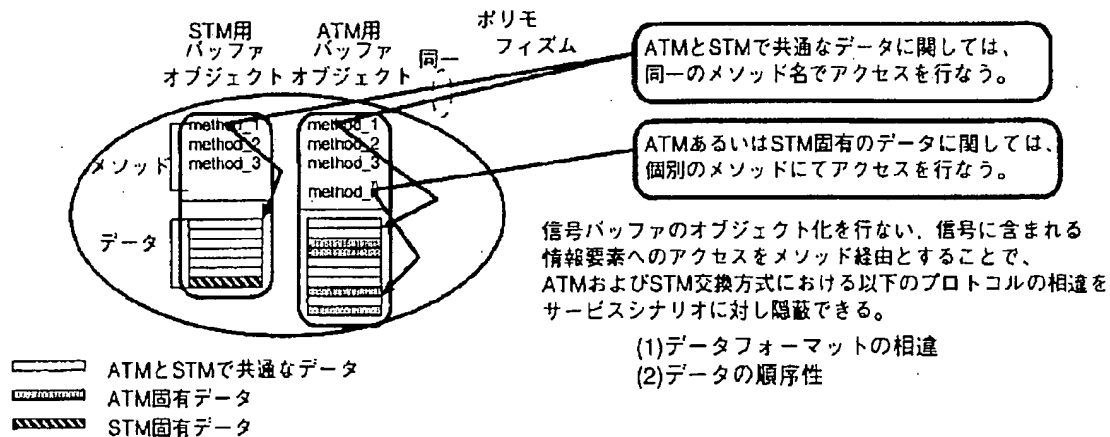 STM用
バッファ
オブジェクト
ATM用
バッファ
オブジェクト
同一
ポリモ
フィズム
ATMとSTMで共通なデータに関しては、
同一のメソッド名でアクセスを行なう。
method_1
method_2
method_3
method_1
method_2
method_3
メソッド
ATMあるいはSTM固有のデータに関しては、
個別のメソッドにてアクセスを行なう。
データ
信号バッファのオブジェクト化を行ない、信号に含まれる
情報要素へのアクセスをメソッド経由とすることで、
ATMおよびSTM交換方式における以下のプロトコルの相違を
サービスシナリオに対し隠蔽できる。
(1)データフォーマットの相違
(2)データの順序性
ATMとSTMで共通なデータ
ATM固有データ
STM固有データ